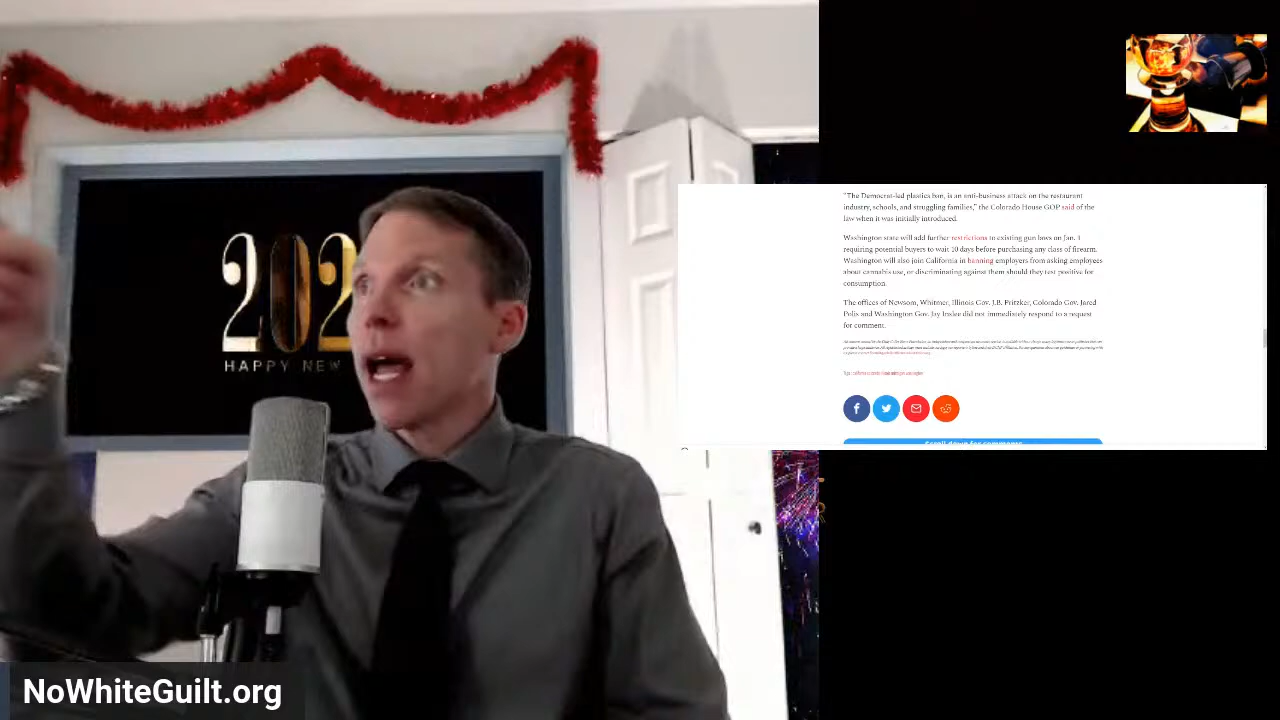 202
HAPPY NEW
"The Democrat-led plastics ban, is an anti-business attack on the restaurant
industry, schools, and struggling families," the Colorado House GOP said of the
law when it was initially introduced.
Washington state will add further restrictions to existing gun laws on Jan. 1
requiring potential buyers to wait 10 days before purchasing any class of firearm.
Washington will also join California in banning employers from asking employees
about cannabis use, or discriminating against them should they test positive for
consumption.
The offices of Newsom, Whitmer, Illinois Gov. J.B. Pritzker, Colorado Gov. Jared
Polis and Washington Gov. Jay Inslee did not immediately respond to a request
for comment.
Scroll down for comments
NoWhiteGuilt.org